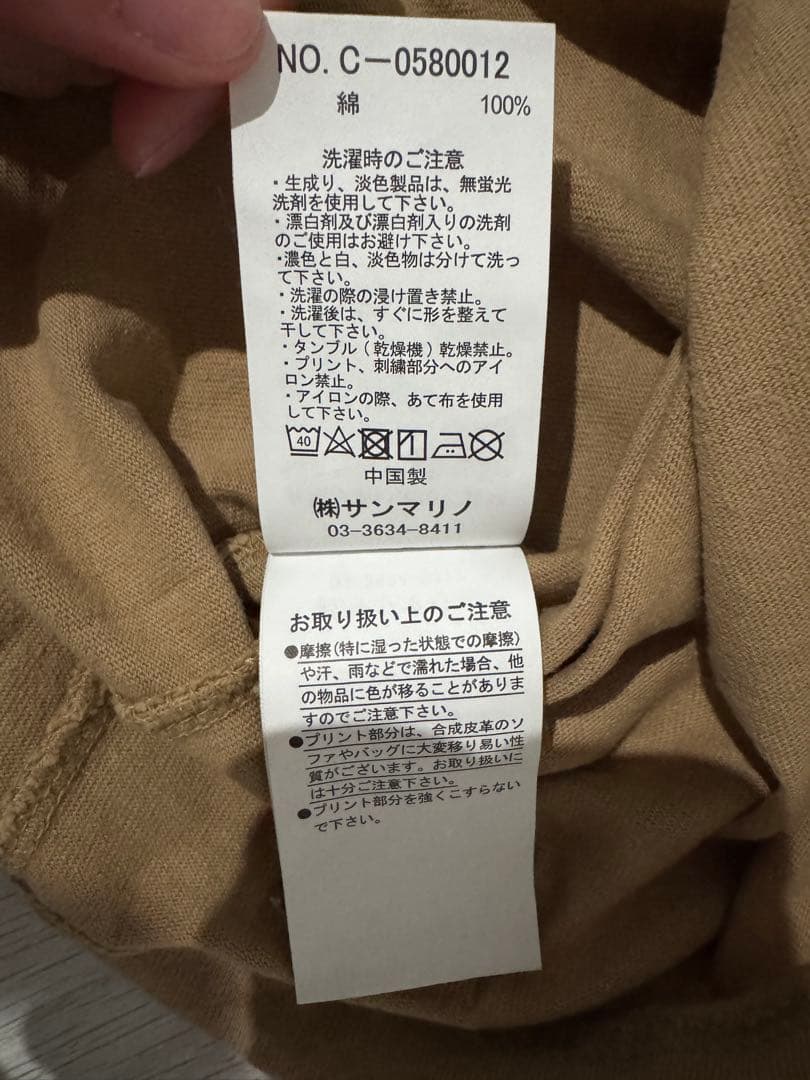 NO. C-0580012
綿 100%
洗濯時のご注意
・生成り、淡色製品は、無蛍光
洗剤を使用して下さい。
・漂白剤及び漂白剤入りの洗剤
のご使用はお避け下さい。
・濃色と白、淡色物は分けて洗っ
て下さい。
・洗濯の際の浸け置き禁止。
・洗濯後は、すぐに形を整えて
干して下さい。
・タンブル(乾燥機)乾燥禁止。
・プリント、刺繍部分へのアイ
ロン禁止。
・アイロンの際、あて布を使用
して下さい。
40
中国製
㈱サンマリノ
03-3634-8411
お取り扱い上のご注意
●摩擦(特に湿った状態での摩擦)
や汗、雨などで濡れた場合、他
の物品に色が移ることがありま
すのでご注意下さい。
●プリント部分は、合成皮革のソ
ファやバッグに大変移り易い性
質がございます。お取り扱いに
は十分ご注意下さい。
●プリント部分を強くこすらない
で下さい。